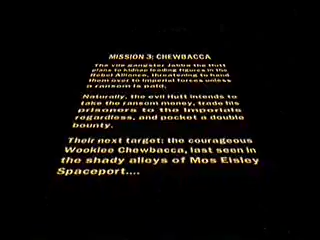 MISSION 3: CHEWBACCA
The vile gangster Jabba the Hutt
plans to kidnap leading figures in the
Rebel Alliance, threatening to hand
them over to Imperial forces unless
a ransom is paid.
Naturally, the evil Hutt intends to
take the ransom money, trade his
prisoners to the Imperials
regardless, and pocket a double
bounty.
Their next target: the courageous
Wookiee Chewbacca, last seen in
the shady alleys of Mos Eisley
Spaceport....